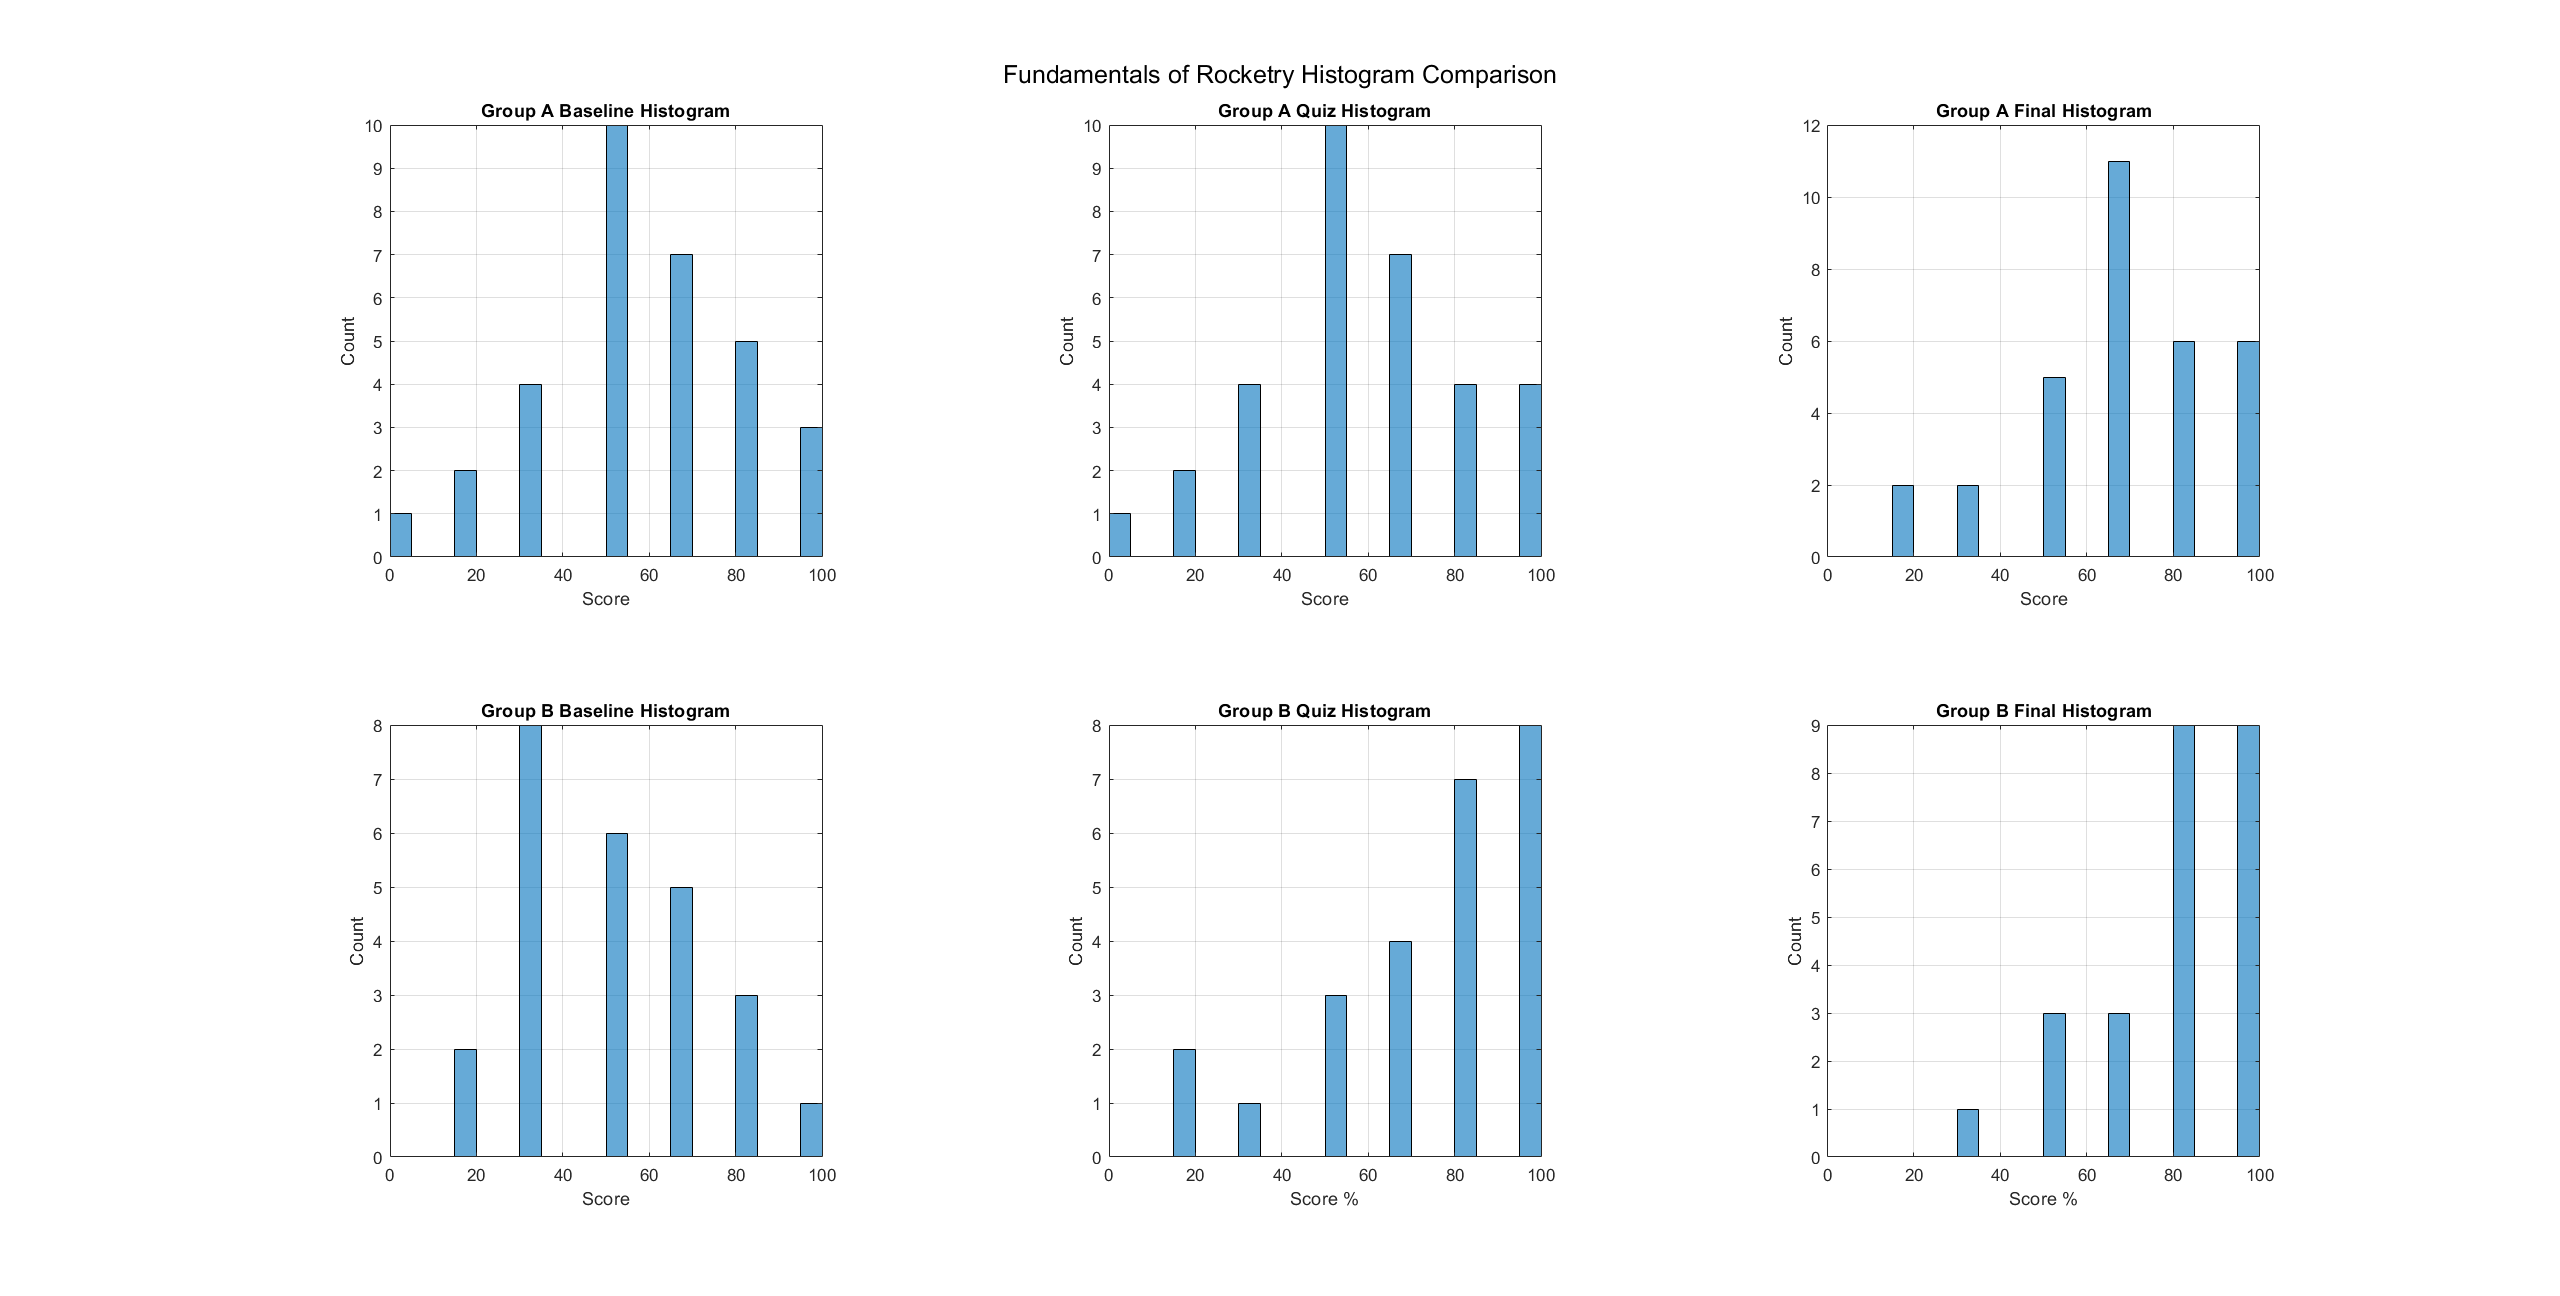 Fundamentals of Rocketry Histogram Comparison
Group A Baseline Histogram
10
9
8
7
6
5
4
3
2
1
0
Count
0 20 40 60 80 100
Score
Group A Quiz Histogram
10
9
8
7
6
5
4
3
2
1
0
Count
0 20 40 60 80 100
Score
Group A Final Histogram
12
10
8
6
4
2
0
Count
0 20 40 60 80 100
Score
Group B Baseline Histogram
8
7
6
5
4
3
2
1
0
Count
0 20 40 60 80 100
Score
Group B Quiz Histogram
8
7
6
5
4
3
2
1
0
Count
0 20 40 60 80 100
Score %
Group B Final Histogram
9
8
7
6
5
4
3
2
1
0
Count
0 20 40 60 80 100
Score %